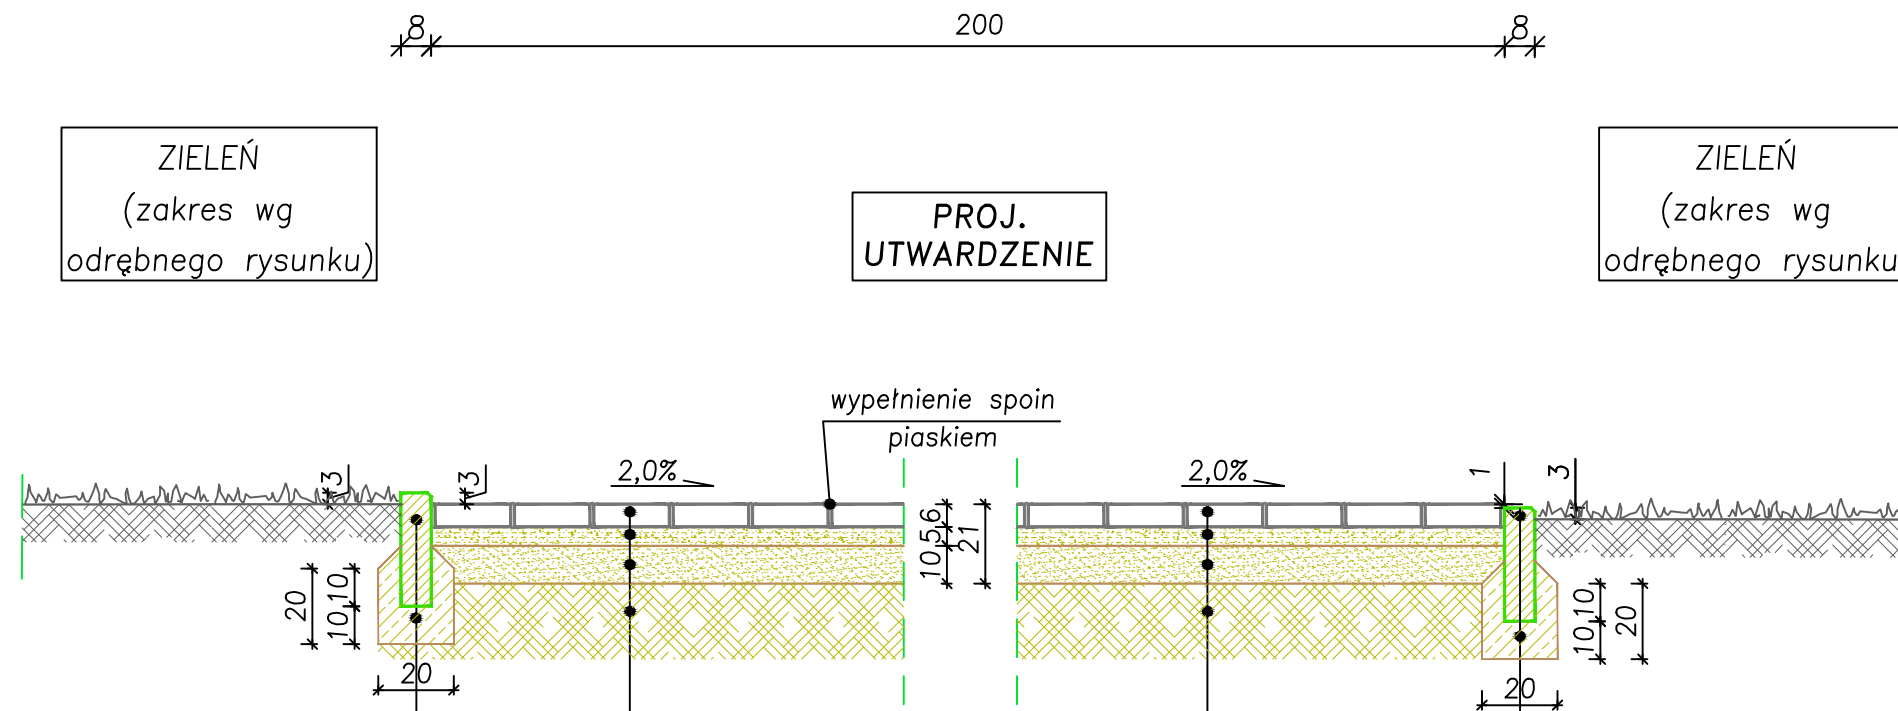 8
200
8
ZIELEŃ
(zakres wg
odrębnego rysunku)
PROJ.
UTWARDZENIE
ZIELEŃ
(zakres wg
odrębnego rysunku
wypełnienie spoin
piaskiem
3
3
2,0%
2,0%
1
3
6
5
10
21
20
10
10
20
10
10
20
20